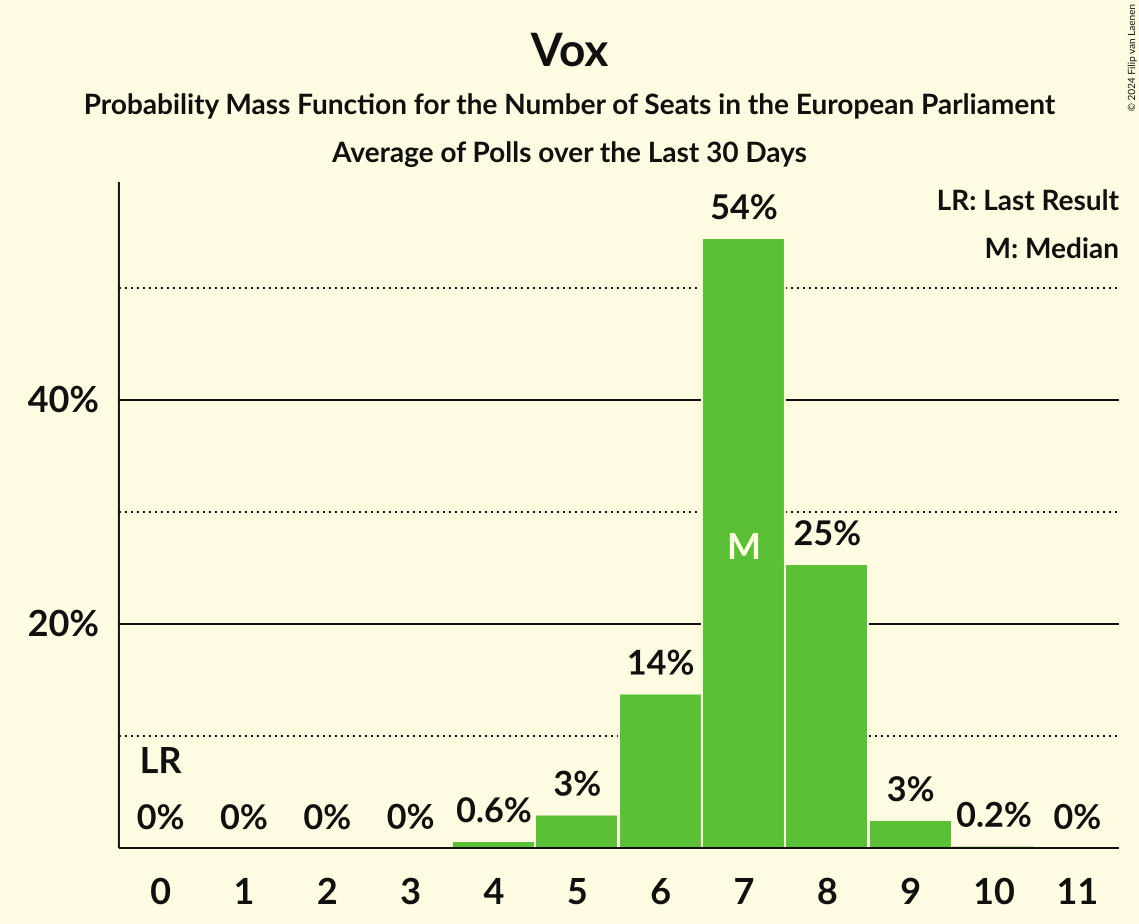 Vox
Probability Mass Function for the Number of Seats in the European Parliament
Average of Polls over the Last 30 Days
© 2024 Filip van Laenen
LR: Last Result
M: Median
54%
40%
M
25%
20%
14%
LR
0%
0%
0%
0%
0.6%
3%
3%
0.2%
0%
0 1 2 3 4 5 6 7 8 9 10 11